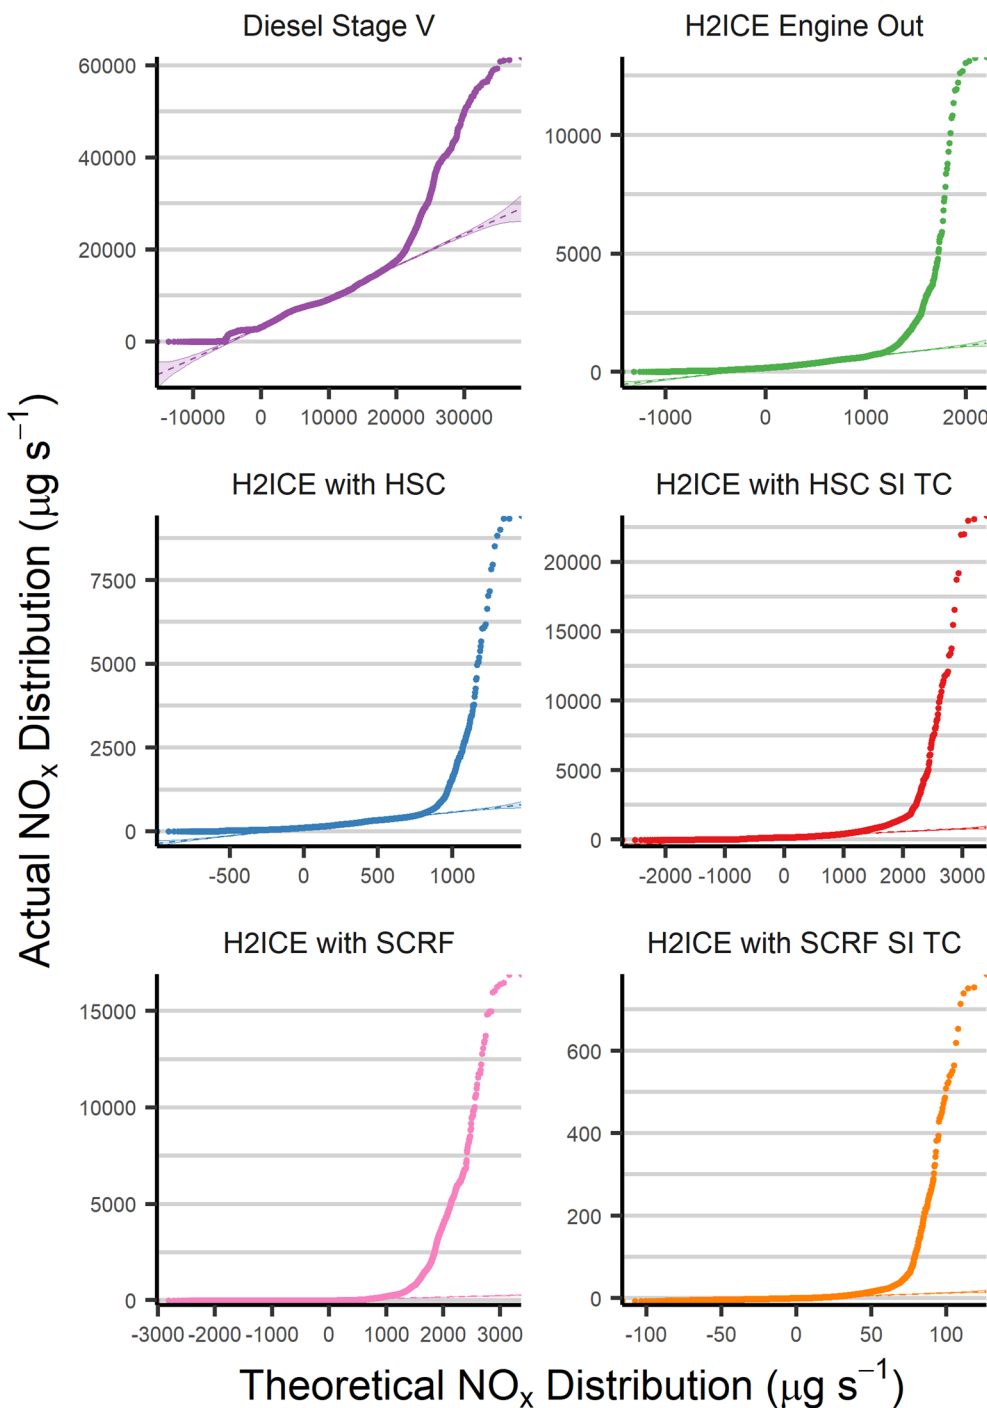 Diesel Stage V
60000
40000
20000
0
-10000 0 10000 20000 30000
H2ICE Engine Out
10000
5000
0
-1000 0 1000 2000
H2ICE with HSC
7500
5000
2500
0
-500 0 500 1000
H2ICE with HSC SI TC
20000
15000
10000
5000
0
-2000 -1000 0 1000 2000 3000
H2ICE with SCRF
15000
10000
5000
0
-3000 -2000 -1000 0 1000 2000 3000
H2ICE with SCRF SI TC
600
400
200
0
-100 -50 0 50 100
Actual NOₓ Distribution (μg s⁻¹)
Theoretical NOₓ Distribution (μg s⁻¹)